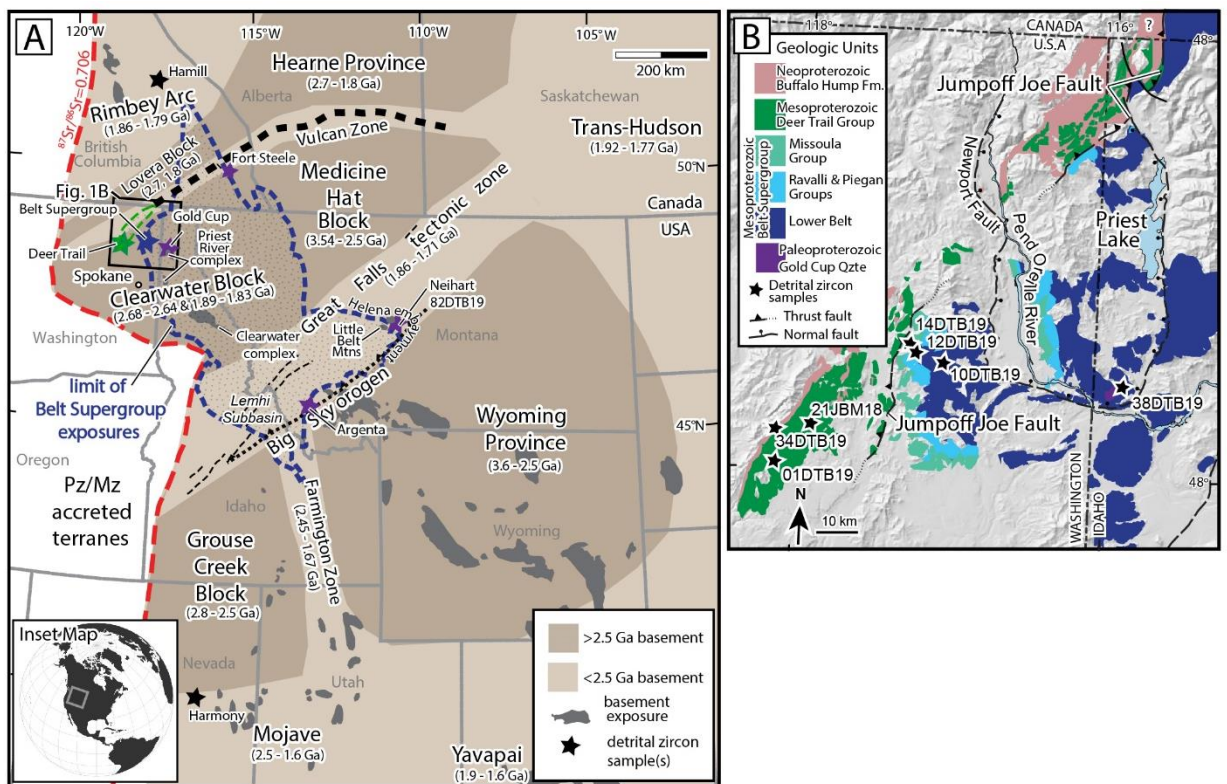 A
120°W
115°W
110°W
105°W
200 km
87Sr/86Sr=0.706
Hamill
Rimbey Arc
(1.86 - 1.79 Ga)
Hearne Province
(2.7 - 1.8 Ga)
Alberta
Saskatchewan
Vulcan Zone
Trans-Hudson
(1.92 - 1.77 Ga)
British
Columbia
Lovera Block
(2.7, 1.8 Ga)
Fort Steele
50°N
Medicine
Hat
Block
(3.54 - 2.5 Ga)
Fig. 1B
Belt Supergroup
Gold Cup
Canada
USA
Deer Trail
Priest
River
complex
Spokane
Clearwater Block
(2.68 - 2.64 & 1.89 - 1.83 Ga)
Great Falls tectonic zone
(1.86 - 1.71 Ga)
Neihart
82DTB19
Helena em
Washington
Clearwater
complex
Little
Belt
Mtns
Montana
limit of
Belt Supergroup
exposures
Lemhi
Subbasin
Big Sky orogen
Argenta
Wyoming
Province
(3.6 - 2.5 Ga)
45°N
Oregon
Pz/Mz
accreted
terranes
Idaho
Farmington Zone
(2.45 - 1.67 Ga)
Wyoming
Grouse
Creek
Block
(2.8 - 2.5 Ga)
Inset Map
Nevada
Utah
Harmony
Mojave
(2.5 - 1.6 Ga)
Yavapai
(1.9 - 1.6 Ga)
>2.5 Ga basement
<2.5 Ga basement
basement
exposure
detrital zircon
sample(s)
B
118°
116°
48°
CANADA
U.S.A
?
Geologic Units
Neoproterozoic
Buffalo Hump Fm.
Mesoproterozoic
Deer Trail Group
Mesoproterozoic
Belt Supergroup
Missoula
Group
Ravalli & Piegan
Groups
Lower Belt
Paleoproterozoic
Gold Cup Qzte
Detrital zircon
samples
Thrust fault
Normal fault
Jumpoff Joe Fault
Newport Fault
Pend Oreille River
Priest
Lake
14DTB19
12DTB19
10DTB19
38DTB19
21JBM18
Jumpoff Joe Fault
34DTB19
01DTB19
N
10 km
WASHINGTON
IDAHO
48°